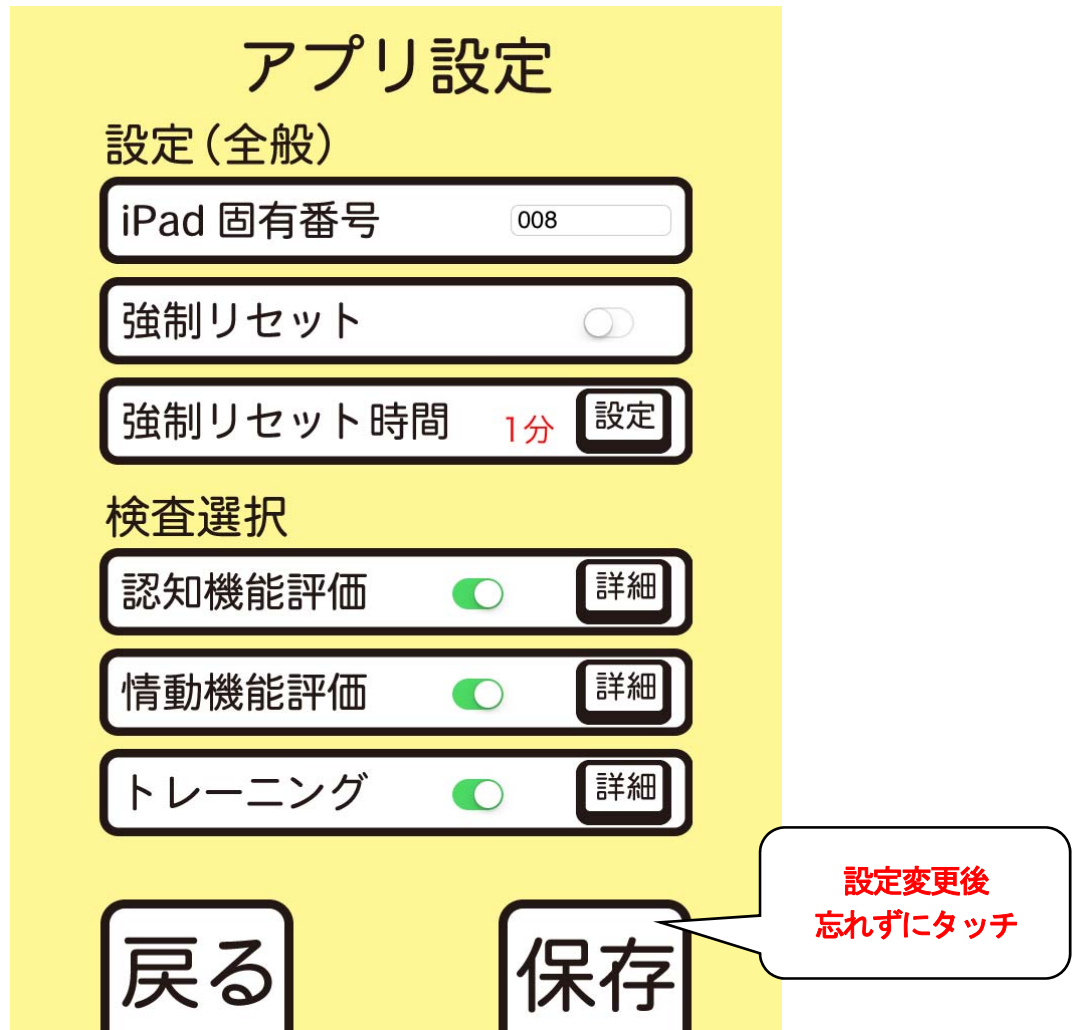 アプリ設定
設定(全般)
iPad 固有番号 008
強制リセット
強制リセット時間 1分 設定
検査選択
認知機能評価 詳細
情動機能評価 詳細
トレーニング 詳細
設定変更後
忘れずにタッチ
戻る 保存